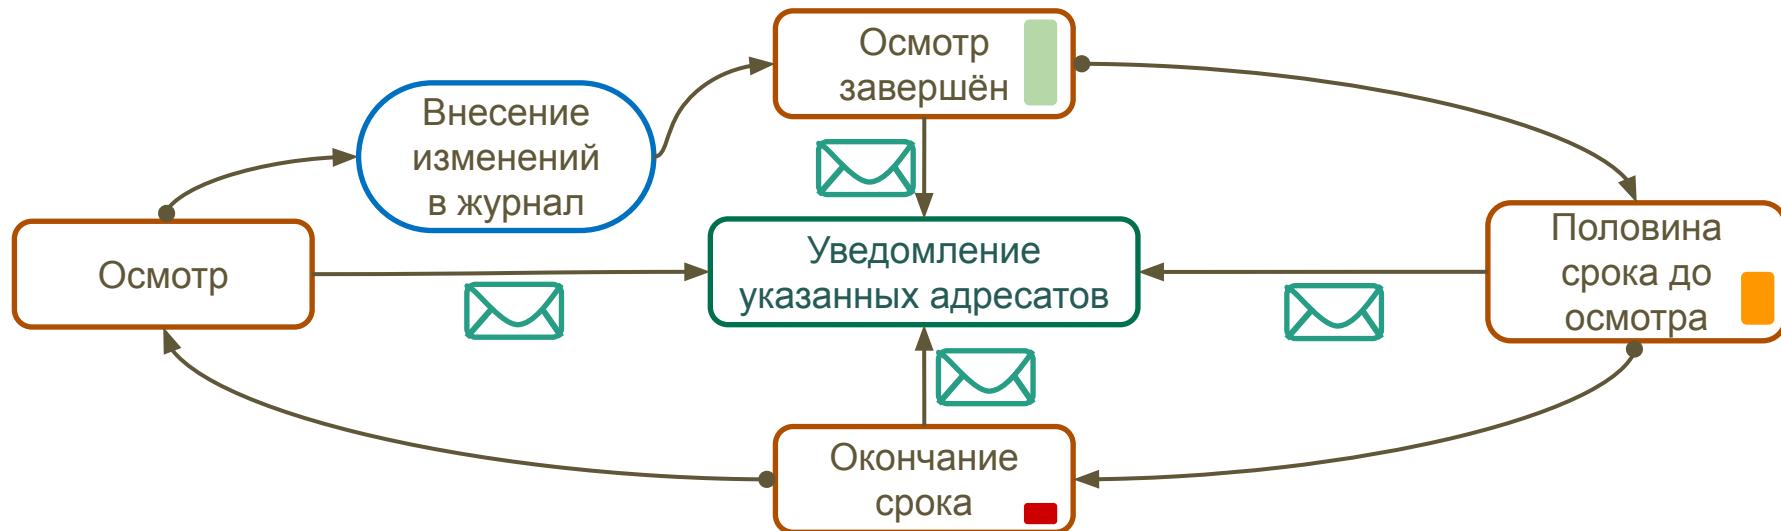 Осмотр
завершён
Внесение
изменений
в журнал
Осмотр
Уведомление
указанных адресатов
Половина
срока до
осмотра
Окончание
срока